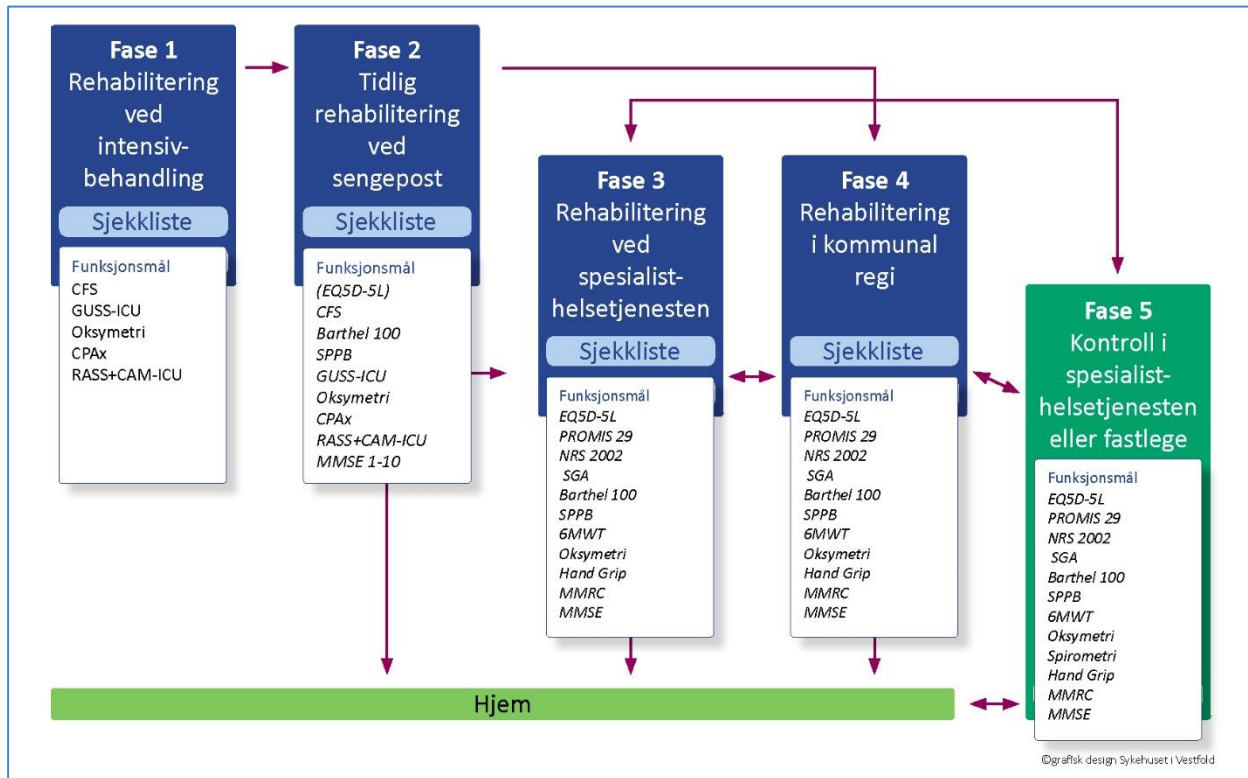 Fase 1
Rehabilitering
ved
intensiv-
behandling
Sjekkliste
Funksjonsmål
CFS
GUSS-ICU
Oksymetri
CPAx
RASS+CAM-ICU
Fase 2
Tidlig
rehabilitering
ved
sengepost
Sjekkliste
Funksjonsmål
(EQ5D-5L)
CFS
Barthel 100
SPPB
GUSS-ICU
Oksymetri
CPAx
RASS+CAM-ICU
MMSE 1-10
Fase 3
Rehabilitering
ved
spesialist-
helsetjenesten
Sjekkliste
Funksjonsmål
EQ5D-5L
PROMIS 29
NRS 2002
SGA
Barthel 100
SPPB
6MWT
Oksymetri
Hand Grip
MMRC
MMSE
Fase 4
Rehabilitering
i kommunal
regi
Sjekkliste
Funksjonsmål
EQ5D-5L
PROMIS 29
NRS 2002
SGA
Barthel 100
SPPB
6MWT
Oksymetri
Hand Grip
MMRC
MMSE
Fase 5
Kontroll i
spesialist-
helsetjenesten
eller fastlege
Funksjonsmål
EQ5D-5L
PROMIS 29
NRS 2002
SGA
Barthel 100
SPPB
6MWT
Oksymetri
Spirometri
Hand Grip
MMRC
MMSE
Hjem
©grafisk design Sykehuset i Vestfold